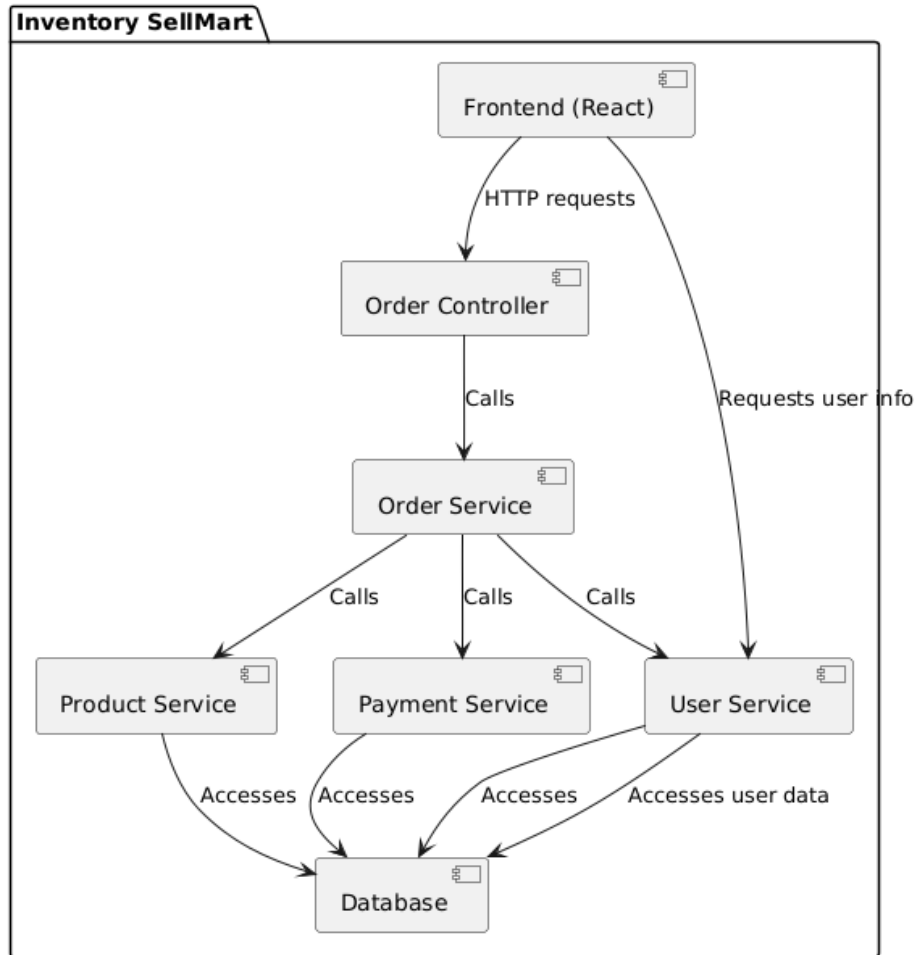 Inventory SellMart
Frontend (React)
HTTP requests
Order Controller
Calls
Requests user info
Order Service
Calls
Calls
Calls
Product Service
Payment Service
User Service
Accesses
Accesses
Accesses
Accesses user data
Database